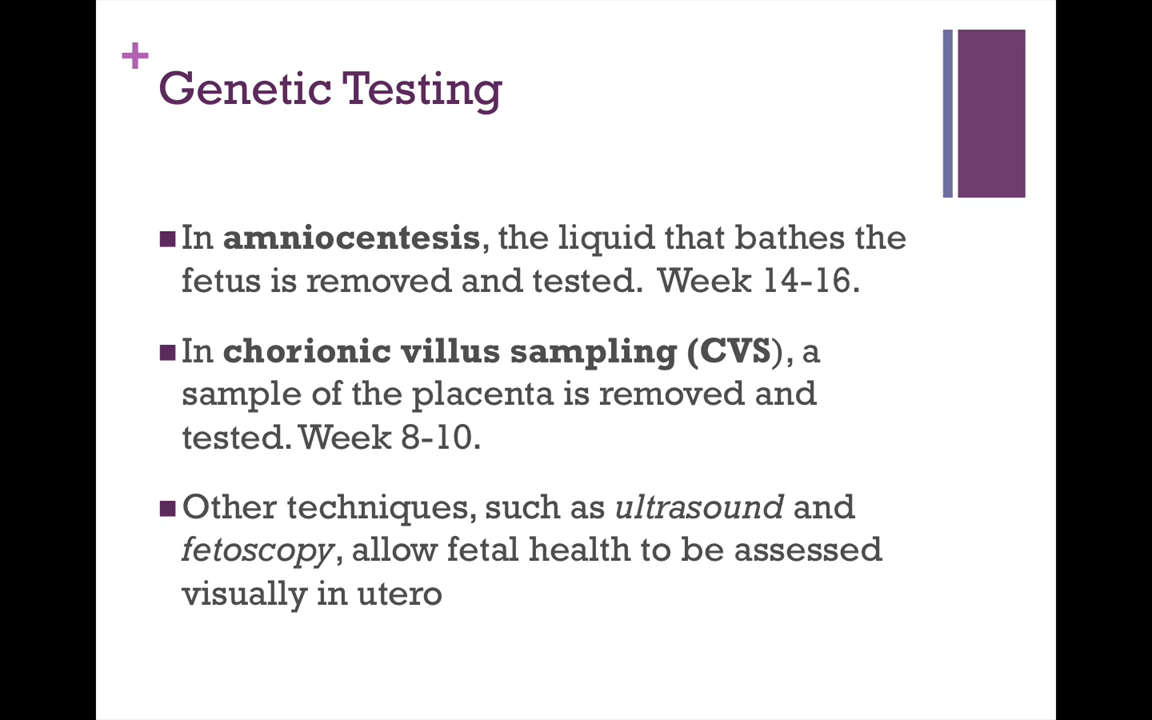 +
Genetic Testing
■ In amniocentesis, the liquid that bathes the
fetus is removed and tested.  Week 14-16.
■ In chorionic villus sampling (CVS), a
sample of the placenta is removed and
tested. Week 8-10.
■ Other techniques, such as ultrasound and
fetoscopy, allow fetal health to be assessed
visually in utero